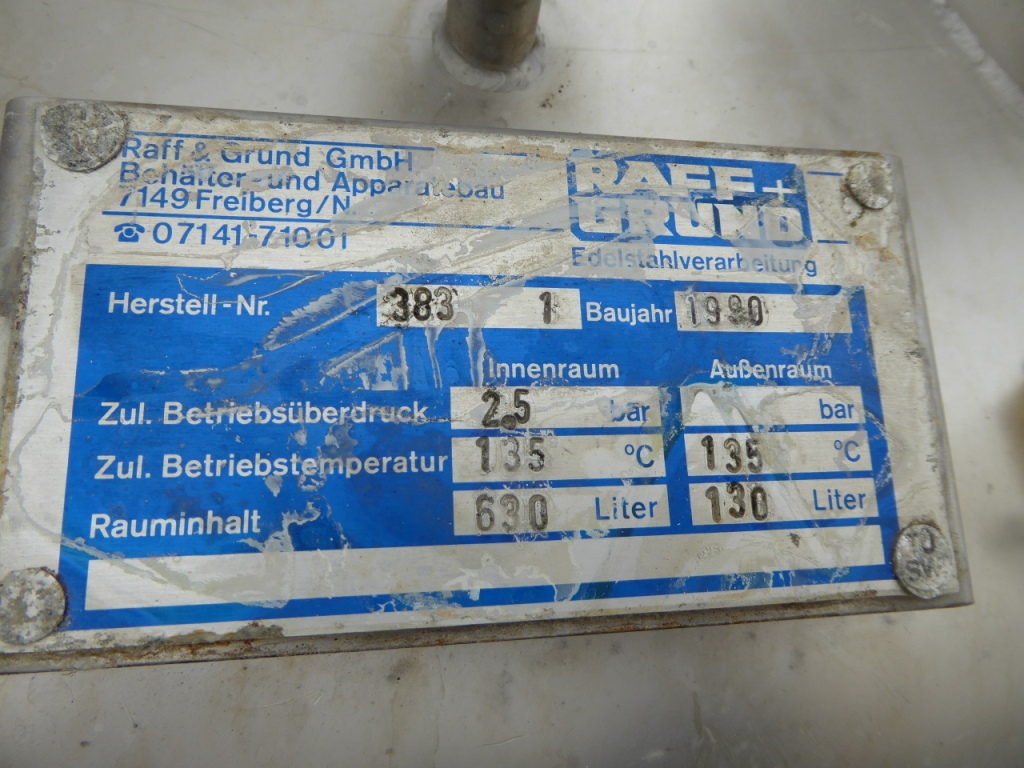 Raff & Grund GmbH
Behälter- und Apparatebau
7149 Freiberg/N.
☎ 07141-71001
RAFF +
GRUND
Edelstahlverarbeitung
Herstell-Nr. 383 1 Baujahr 1990
Innenraum Außenraum
Zul. Betriebsüberdruck 2.5 bar bar
Zul. Betriebstemperatur 135 °C 135 °C
Rauminhalt 630 Liter 130 Liter